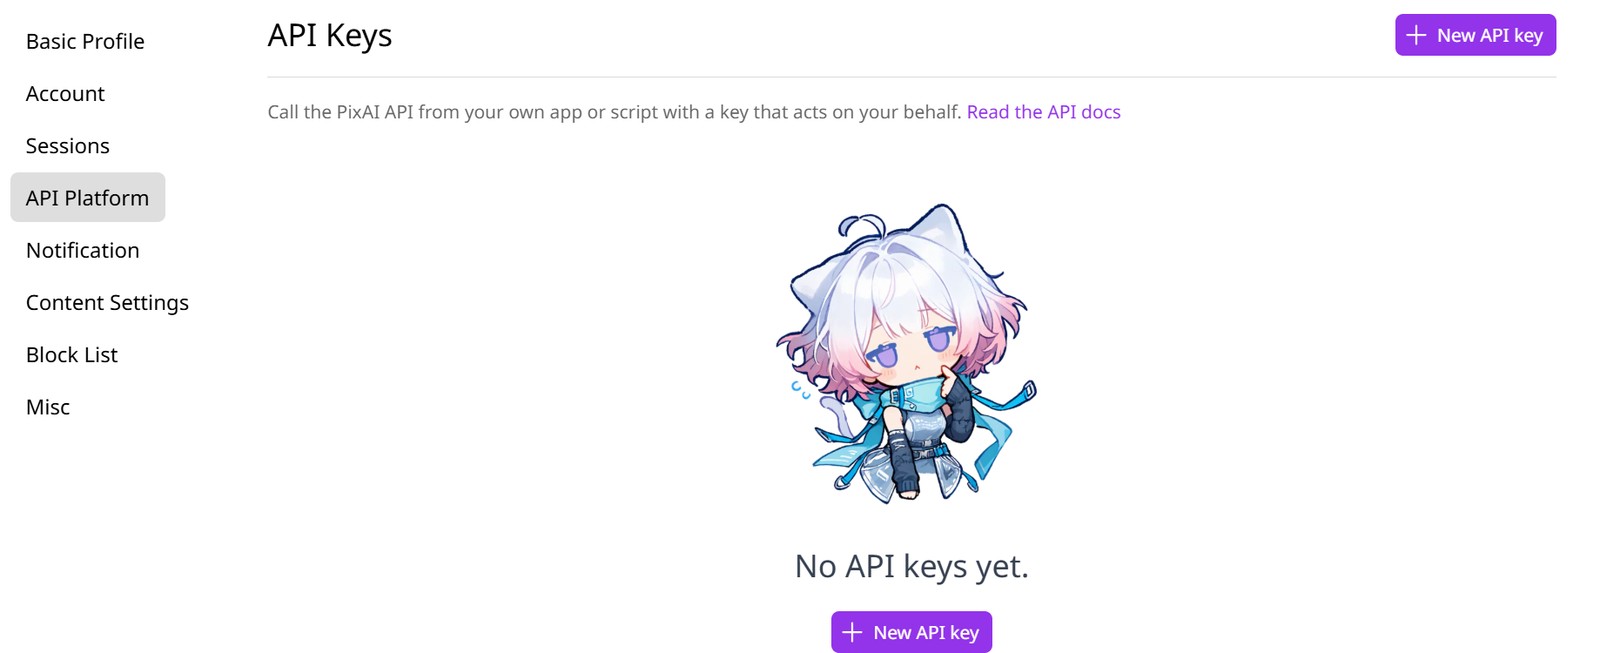 Basic Profile
Account
Sessions
API Platform
Notification
Content Settings
Block List
Misc
API Keys
New API key
Call the PixAI API from your own app or script with a key that acts on your behalf. Read the API docs
No API keys yet.
New API key